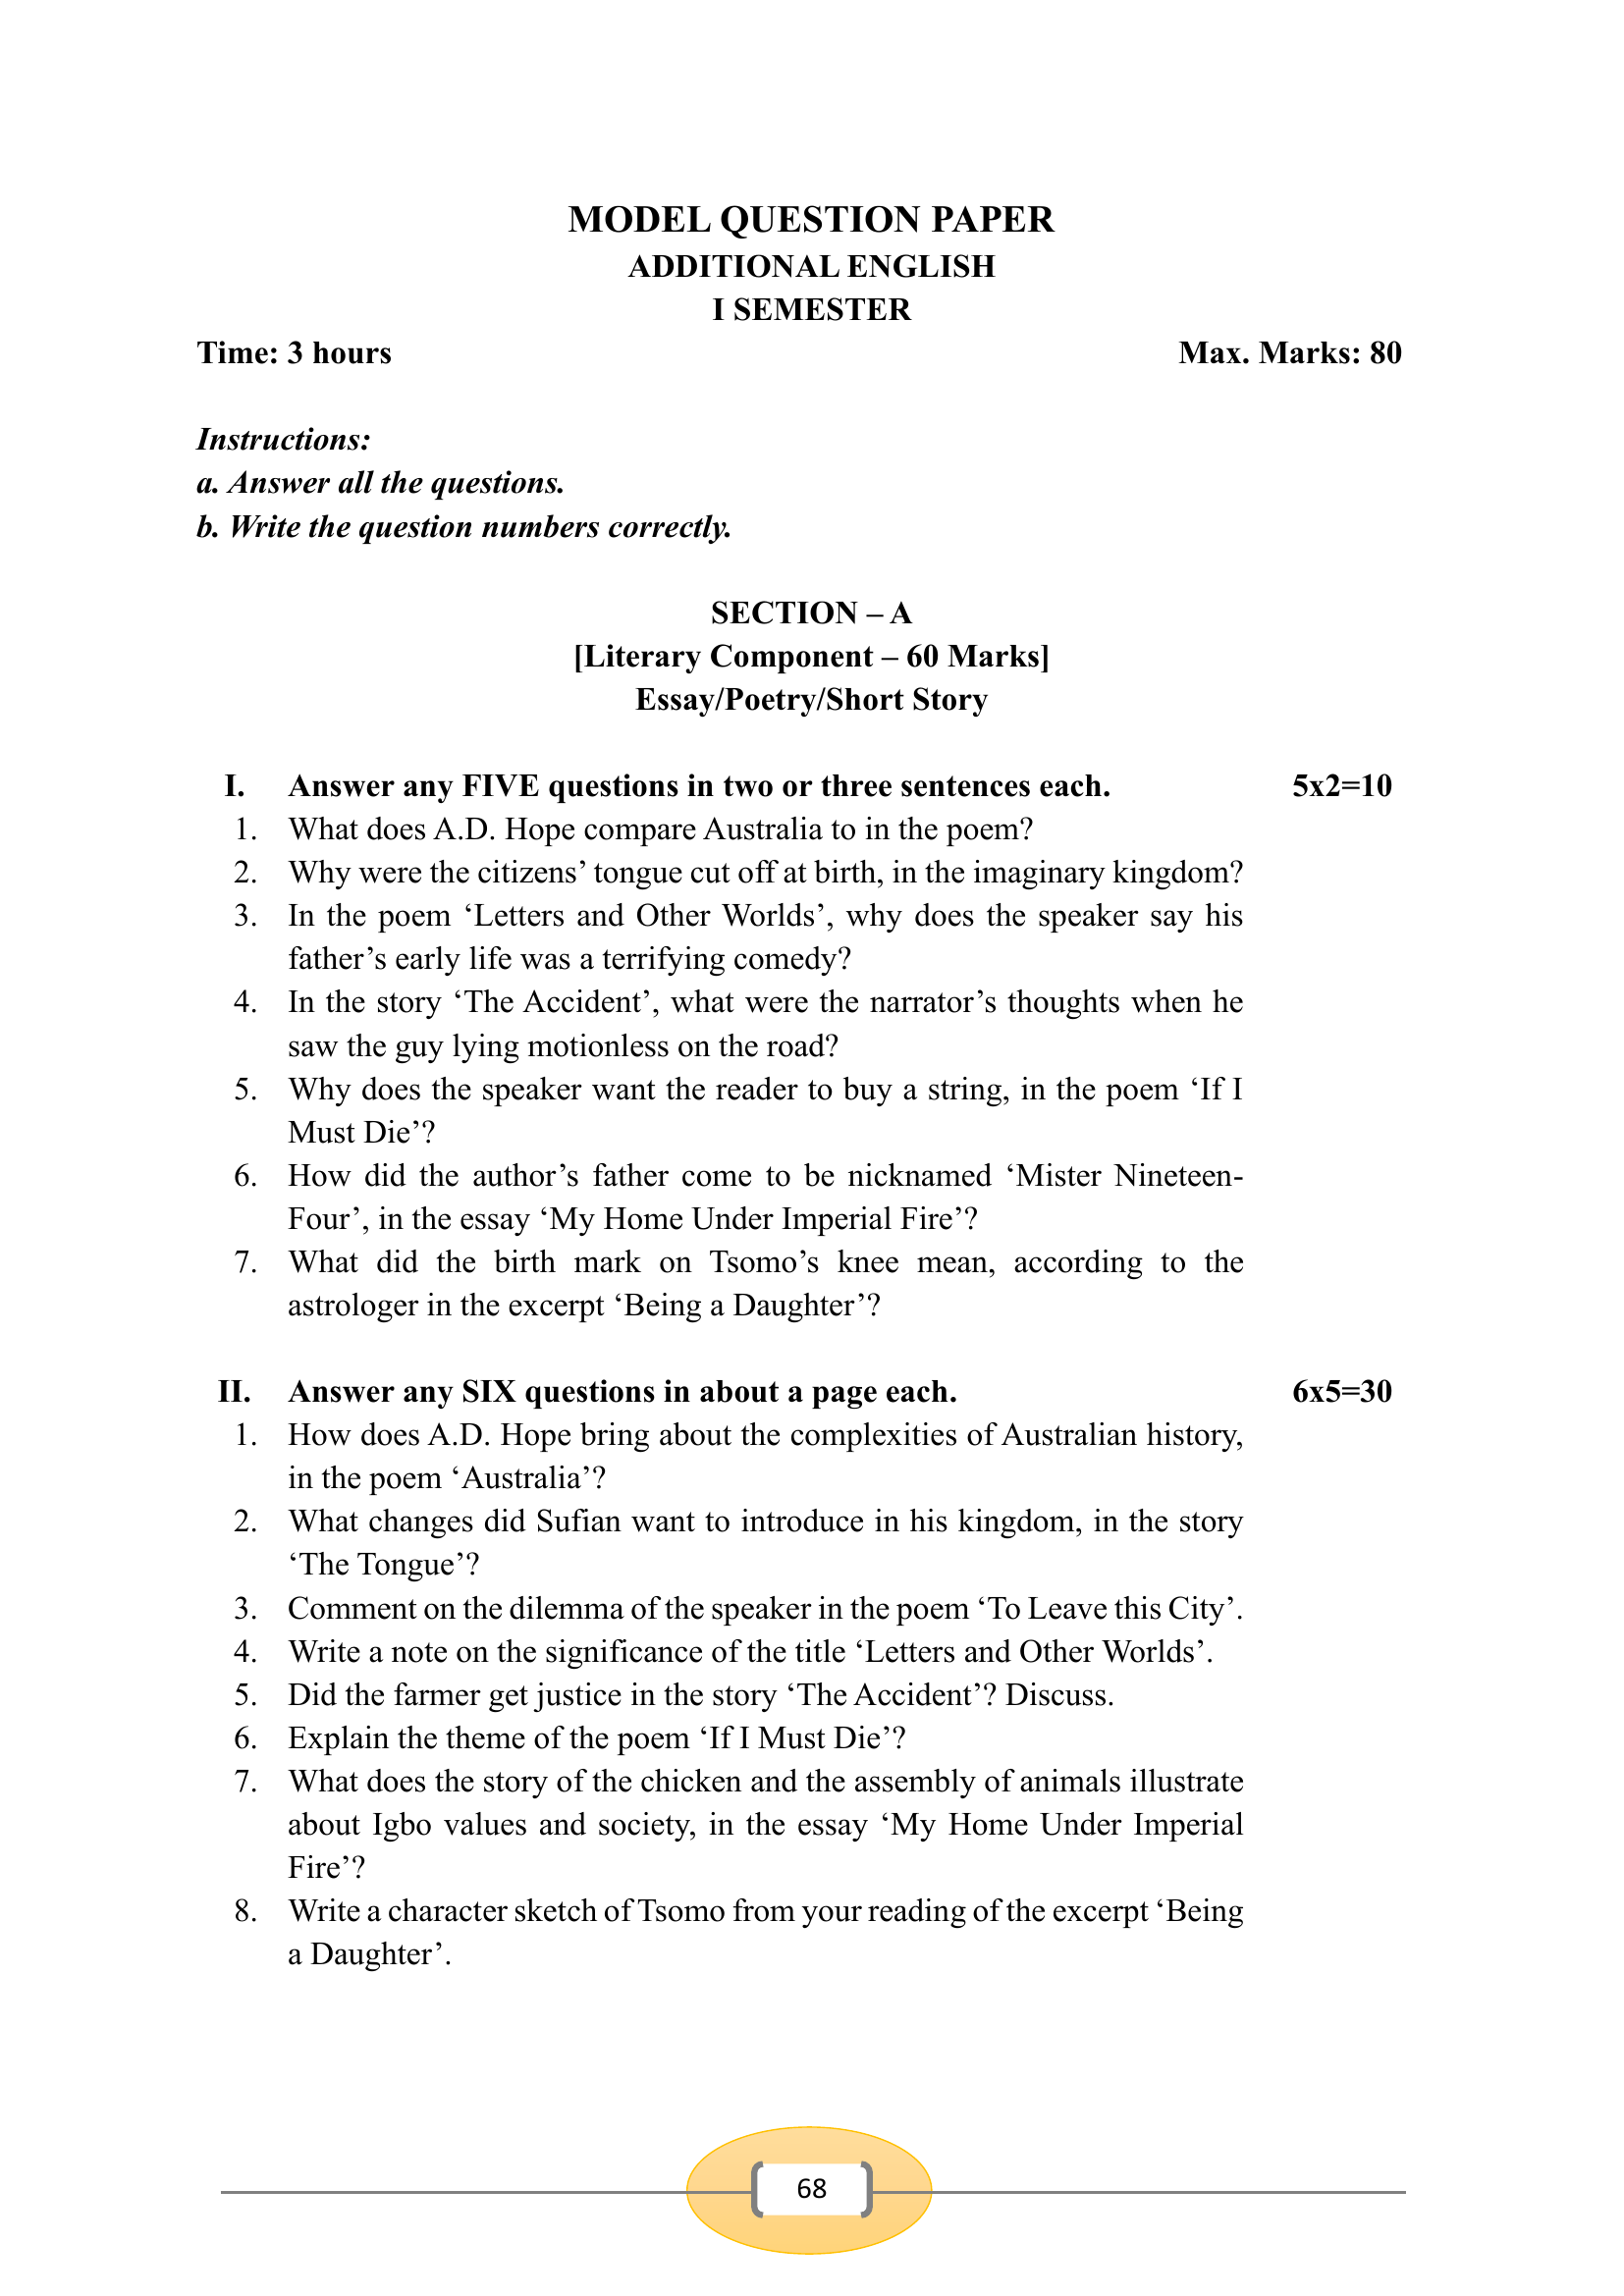 MODEL QUESTION PAPER
ADDITIONAL ENGLISH
I SEMESTER
Time: 3 hours Max. Marks: 80
Instructions:
a. Answer all the questions.
b. Write the question numbers correctly.
SECTION – A
[Literary Component – 60 Marks]
Essay/Poetry/Short Story
I. Answer any FIVE questions in two or three sentences each. 5x2=10
1. What does A.D. Hope compare Australia to in the poem?
2. Why were the citizens’ tongue cut off at birth, in the imaginary kingdom?
3. In the poem ‘Letters and Other Worlds’, why does the speaker say his
father’s early life was a terrifying comedy?
4. In the story ‘The Accident’, what were the narrator’s thoughts when he
saw the guy lying motionless on the road?
5. Why does the speaker want the reader to buy a string, in the poem ‘If I
Must Die’?
6. How did the author’s father come to be nicknamed ‘Mister Nineteen-
Four’, in the essay ‘My Home Under Imperial Fire’?
7. What did the birth mark on Tsomo’s knee mean, according to the
astrologer in the excerpt ‘Being a Daughter’?
II. Answer any SIX questions in about a page each. 6x5=30
1. How does A.D. Hope bring about the complexities of Australian history,
in the poem ‘Australia’?
2. What changes did Sufian want to introduce in his kingdom, in the story
‘The Tongue’?
3. Comment on the dilemma of the speaker in the poem ‘To Leave this City’.
4. Write a note on the significance of the title ‘Letters and Other Worlds’.
5. Did the farmer get justice in the story ‘The Accident’? Discuss.
6. Explain the theme of the poem ‘If I Must Die’?
7. What does the story of the chicken and the assembly of animals illustrate
about Igbo values and society, in the essay ‘My Home Under Imperial
Fire’?
8. Write a character sketch of Tsomo from your reading of the excerpt ‘Being
a Daughter’.
68